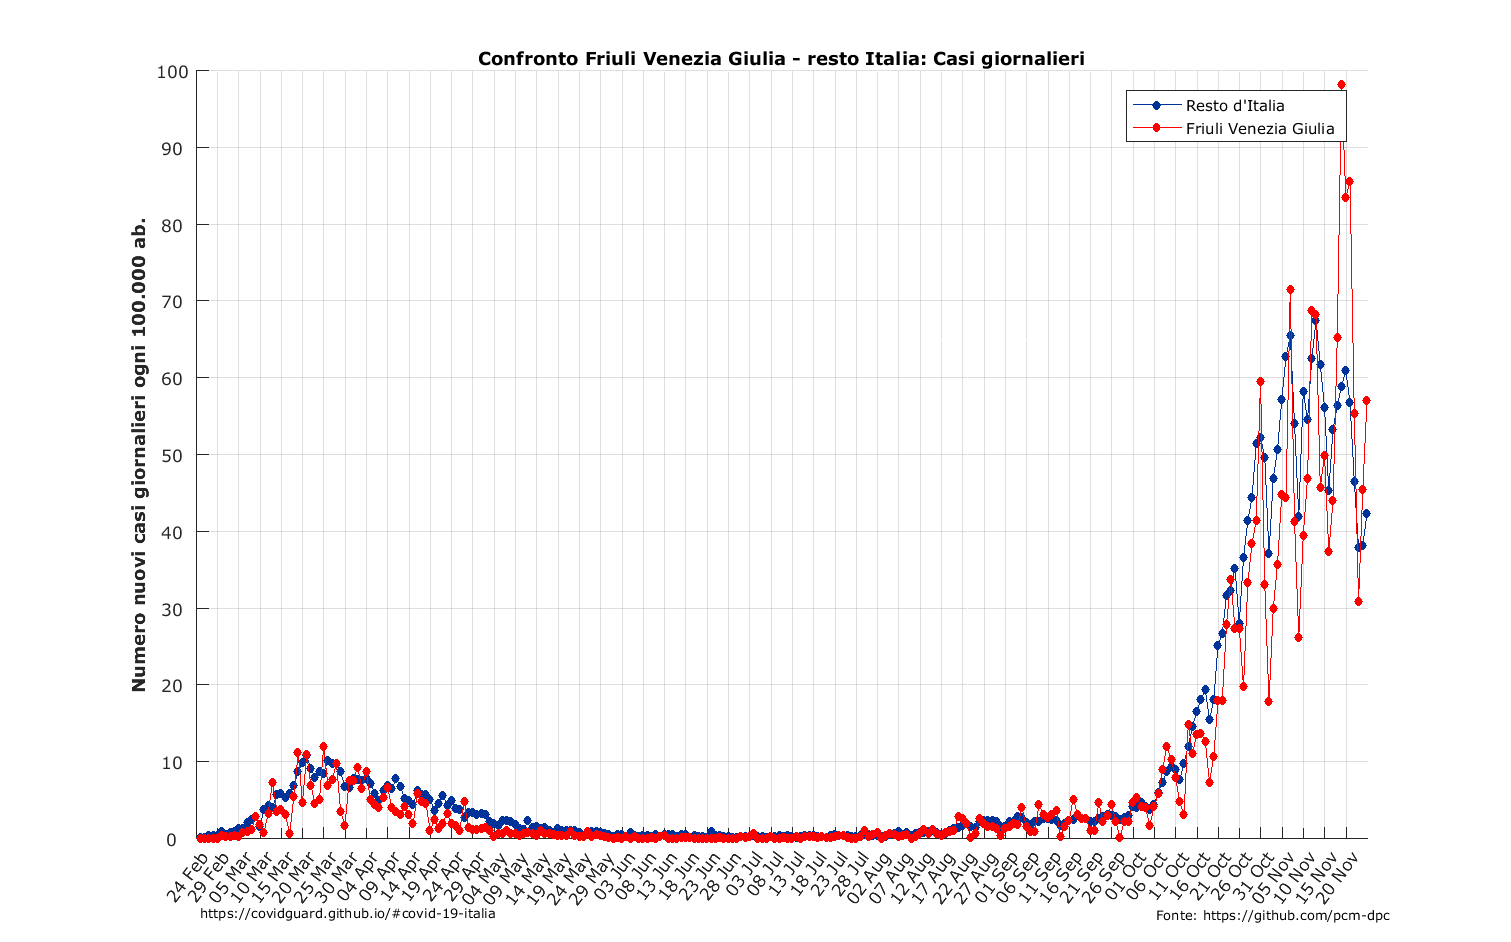 Confronto Friuli Venezia Giulia - resto Italia: Casi giornalieri
Resto d'Italia
Friuli Venezia Giulia
Numero nuovi casi giornalieri ogni 100.000 ab.
100
90
80
70
60
50
40
30
20
10
0
24 Feb
29 Feb
05 Mar
10 Mar
15 Mar
20 Mar
25 Mar
30 Mar
04 Apr
09 Apr
14 Apr
19 Apr
24 Apr
29 Apr
04 May
09 May
14 May
19 May
24 May
29 May
03 Jun
08 Jun
13 Jun
18 Jun
23 Jun
28 Jun
03 Jul
08 Jul
13 Jul
18 Jul
23 Jul
28 Jul
02 Aug
07 Aug
12 Aug
17 Aug
22 Aug
27 Aug
01 Sep
06 Sep
11 Sep
16 Sep
21 Sep
26 Sep
01 Oct
06 Oct
11 Oct
16 Oct
21 Oct
26 Oct
31 Oct
05 Nov
10 Nov
15 Nov
20 Nov
https://covidguard.github.io/#covid-19-italia
Fonte: https://github.com/pcm-dpc